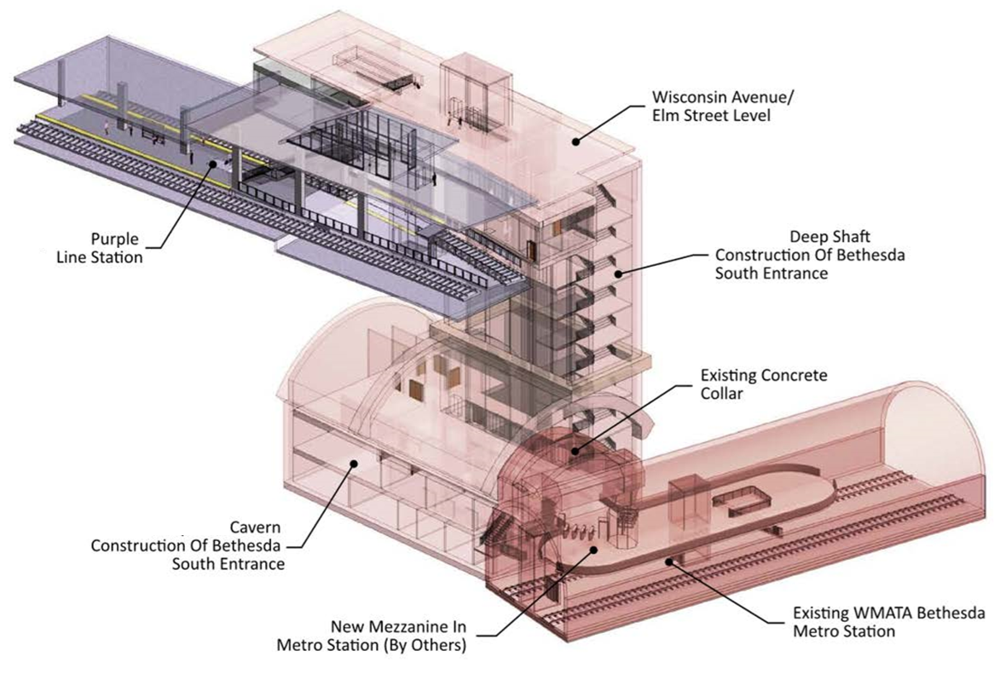 Wisconsin Avenue/
Elm Street Level
Purple
Line Station
Deep Shaft
Construction Of Bethesda
South Entrance
Existing Concrete
Collar
Cavern
Construction Of Bethesda
South Entrance
New Mezzanine In
Metro Station (By Others)
Existing WMATA Bethesda
Metro Station